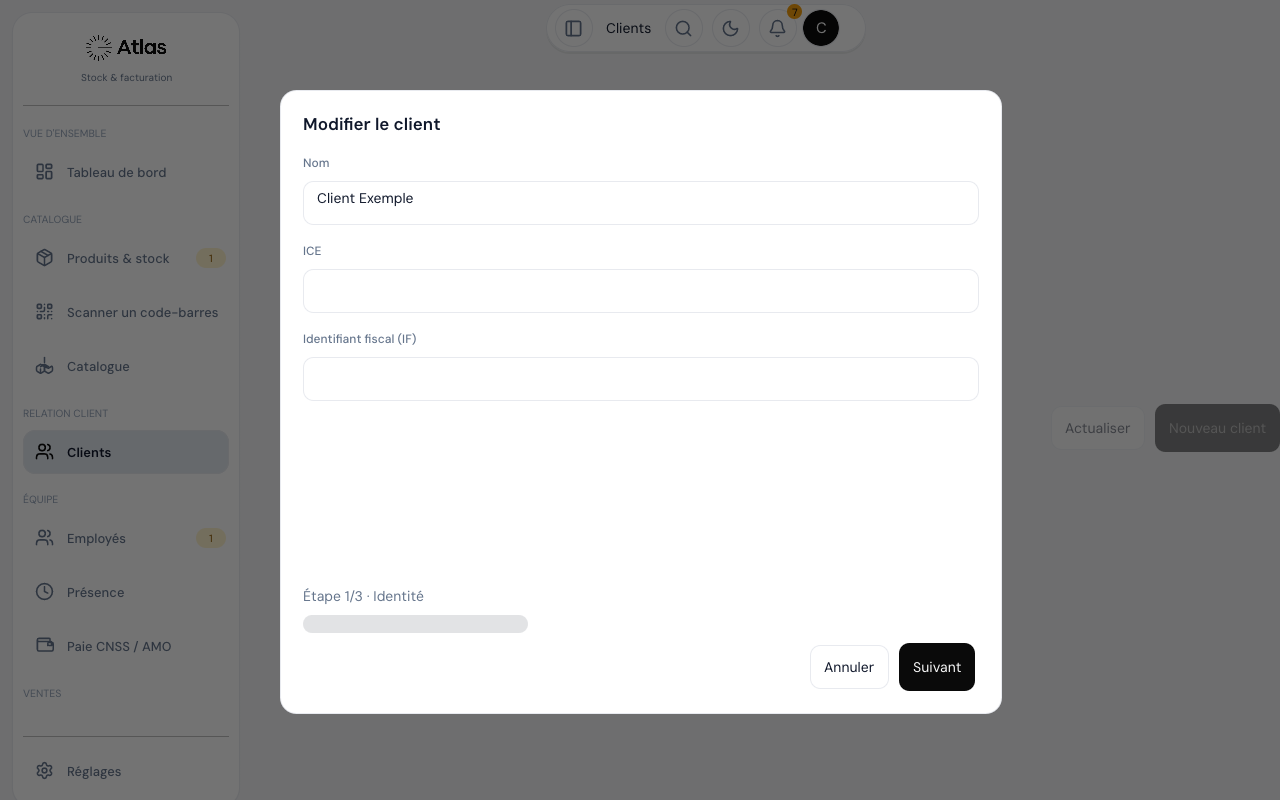 Atlas
Stock & facturation
VUE D'ENSEMBLE
Tableau de bord
CATALOGUE
Produits & stock
1
Scanner un code-barres
Catalogue
RELATION CLIENT
Clients
ÉQUIPE
Employés
1
Présence
Paie CNSS / AMO
VENTES
Réglages
Clients
7
C
Actualiser
Nouveau client
Modifier le client
Nom
Client Exemple
ICE
Identifiant fiscal (IF)
Étape 1/3 · Identité
Annuler
Suivant